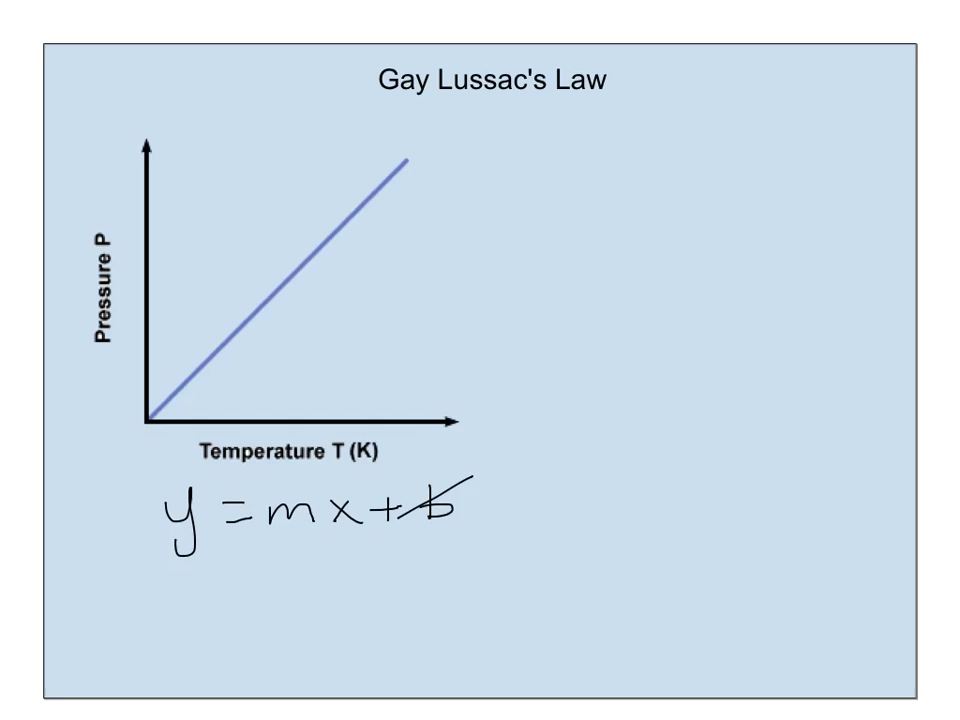 Gay Lussac's Law
Pressure P
Temperature T (K)
y = mx + b